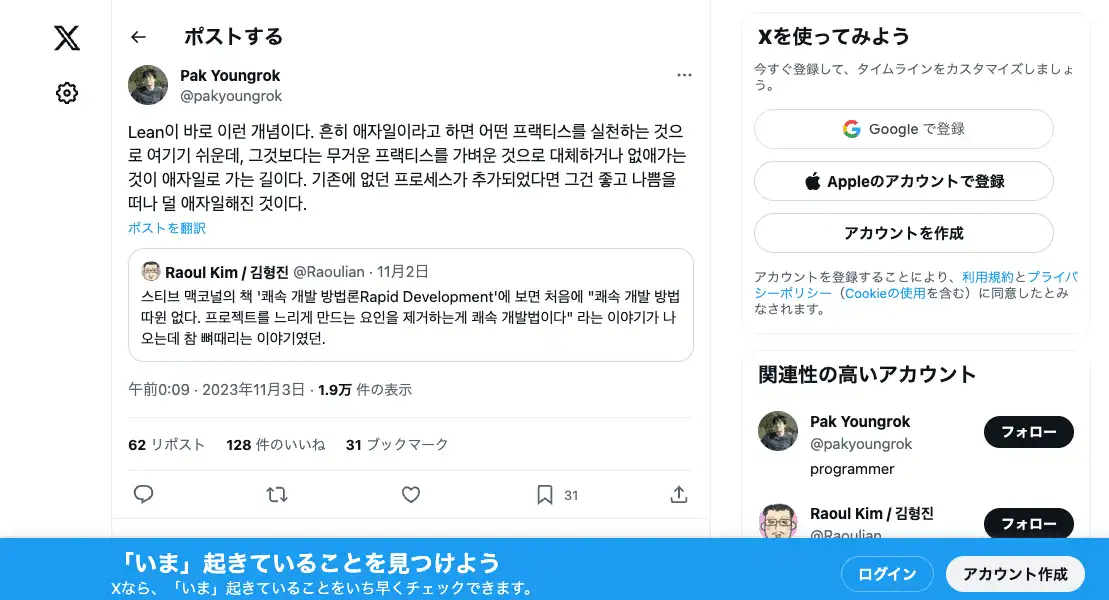 ポストする
Pak Youngrok
@pakyoungrok
Lean이 바로 이런 개념이다. 흔히 애자일이라고 하면 어떤 프랙티스를 실천하는 것으
로 여기기 쉬운데, 그것보다는 무거운 프랙티스를 가벼운 것으로 대체하거나 없애가는
것이 애자일로 가는 길이다. 기존에 없던 프로세스가 추가되었다면 그건 좋고 나쁨을
떠나 덜 애자일해진 것이다.
ポストを翻訳
Raoul Kim / 김형진 @Raoulian · 11月2日
스티브 맥코널의 책 '쾌속 개발 방법론Rapid Development'에 보면 처음에 "쾌속 개발 방법
따윈 없다. 프로젝트를 느리게 만드는 요인을 제거하는게 쾌속 개발법이다" 라는 이야기가 나
오는데 참 뼈때리는 이야기였던.
午前0:09 · 2023年11月3日 · 1.9万 件の表示
62 リポスト 128 件のいいね 31 ブックマーク
31
Xを使ってみよう
今すぐ登録して、タイムラインをカスタマイズしましょ
う。
Google で登録
Appleのアカウントで登録
アカウントを作成
アカウントを登録することにより、利用規約とプライバ
シーポリシー（Cookieの使用を含む）に同意したとみ
なされます。
関連性の高いアカウント
Pak Youngrok
@pakyoungrok
フォロー
programmer
Raoul Kim / 김형진
@Raoulian
フォロー
「いま」起きていることを見つけよう
Xなら、「いま」起きていることをいち早くチェックできます。
ログイン
アカウント作成